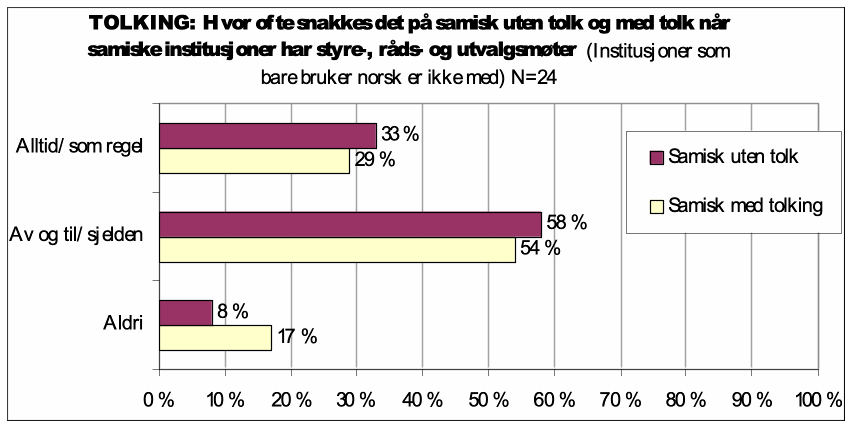 TOLKING: Hvor ofte snakkes det på samisk uten tolk og med tolk når
samiske institusjoner har styre-, råds- og utvalgsmøter (Institusjoner som
bare bruker norsk er ikke med) N=24
Alltid/ som regel
33 %
29 %
Samisk uten tolk
Samisk med tolking
Av og til/ sjelden
58 %
54 %
Aldri
8 %
17 %
0 % 10 % 20 % 30 % 40 % 50 % 60 % 70 % 80 % 90 % 100 %